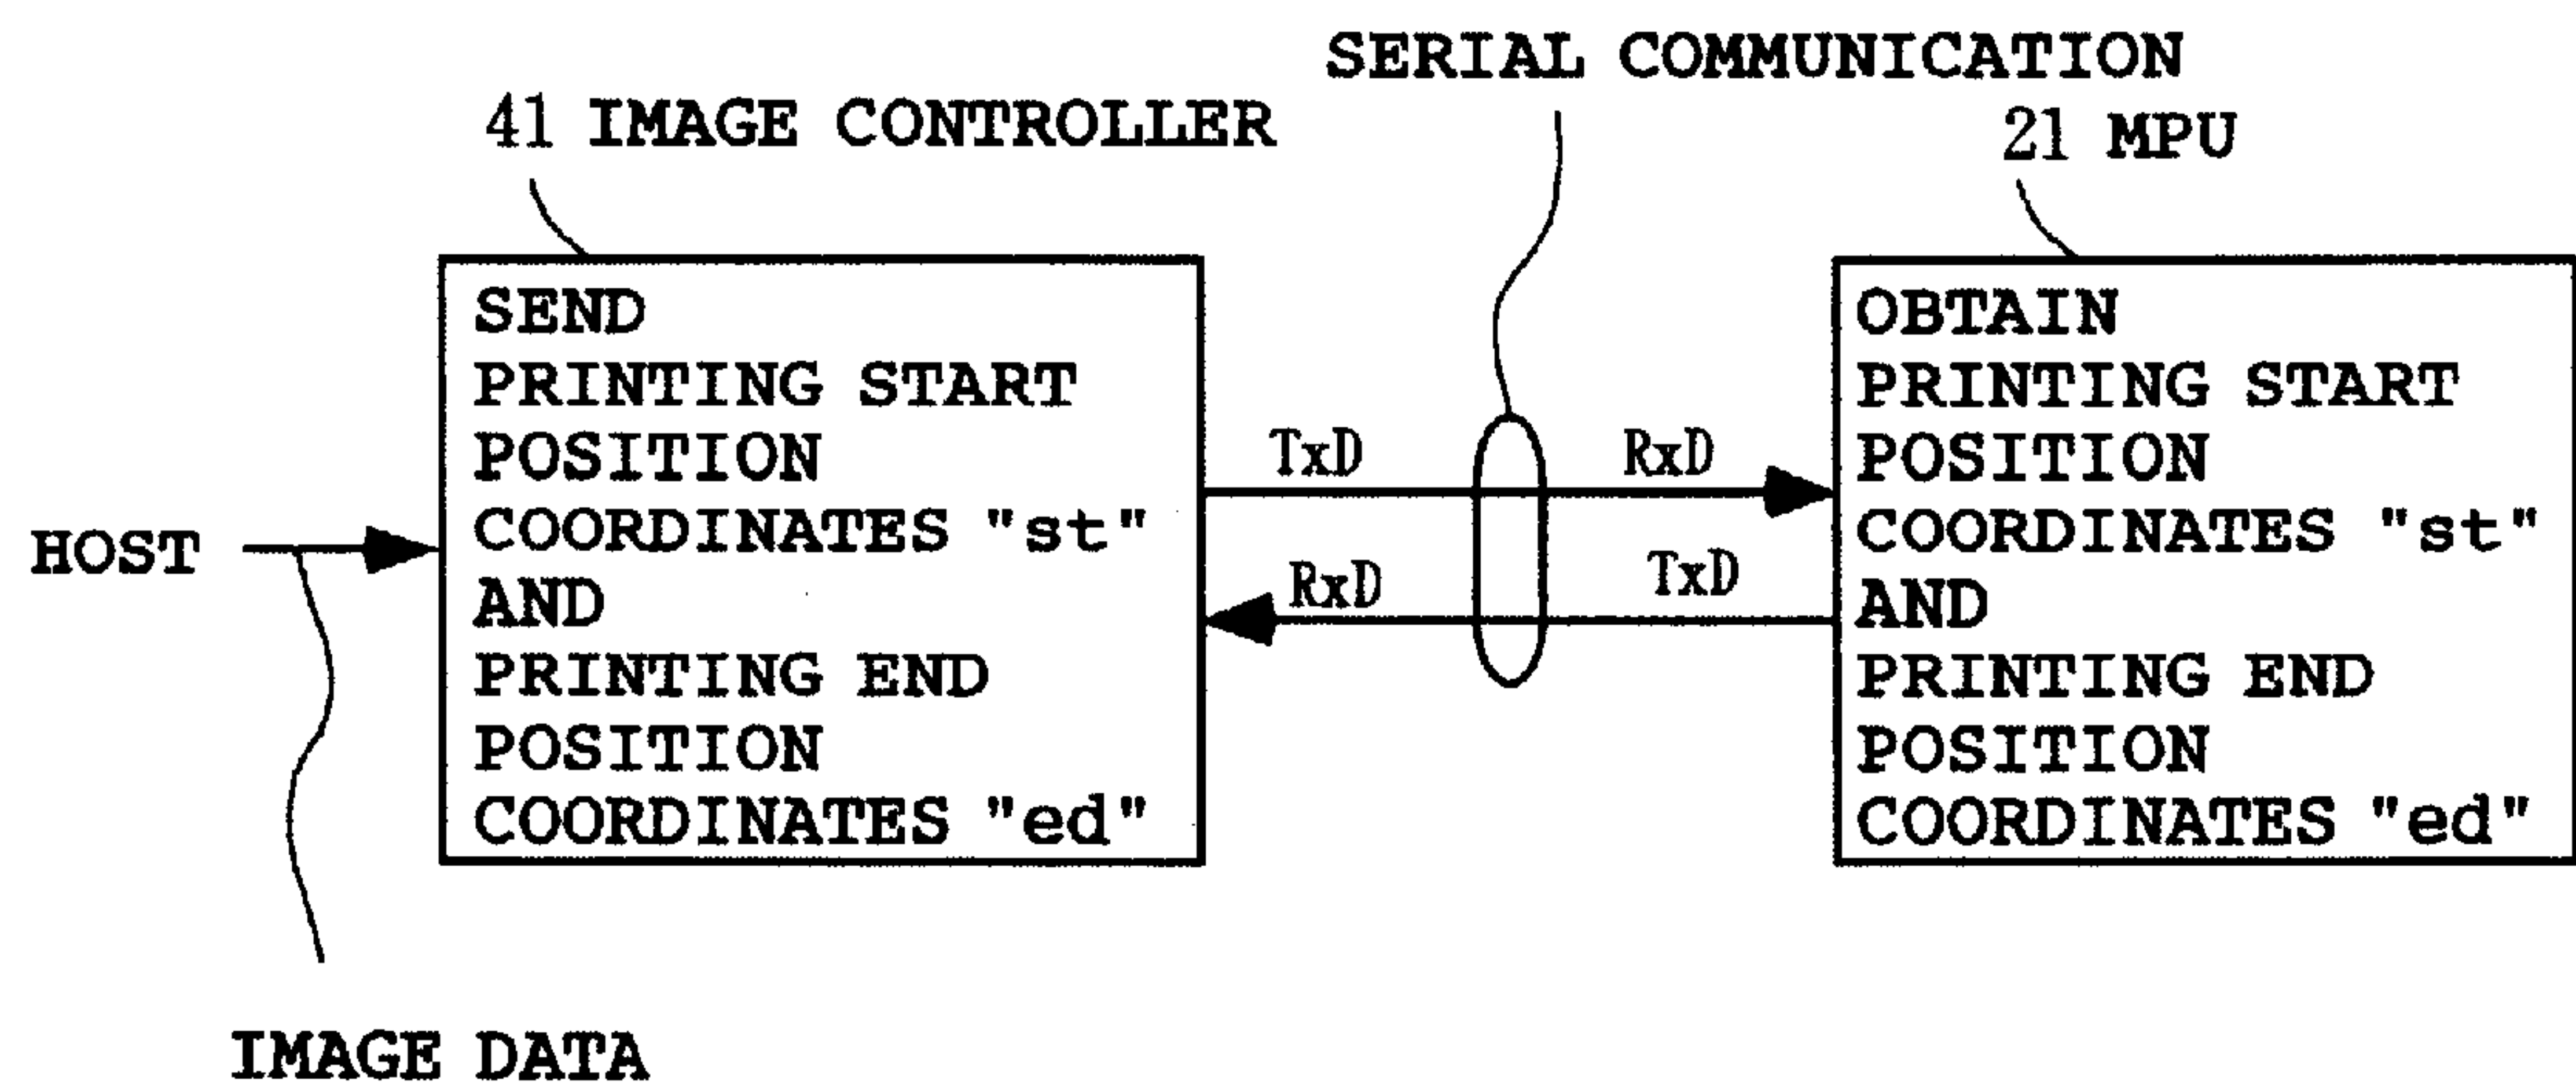 SERIAL COMMUNICATION
41 IMAGE CONTROLLER
21 MPU
SEND
PRINTING START
POSITION
COORDINATES "st"
AND
PRINTING END
POSITION
COORDINATES "ed"
TxD
RxD
RxD
TxD
OBTAIN
PRINTING START
POSITION
COORDINATES "st"
AND
PRINTING END
POSITION
COORDINATES "ed"
HOST
IMAGE DATA